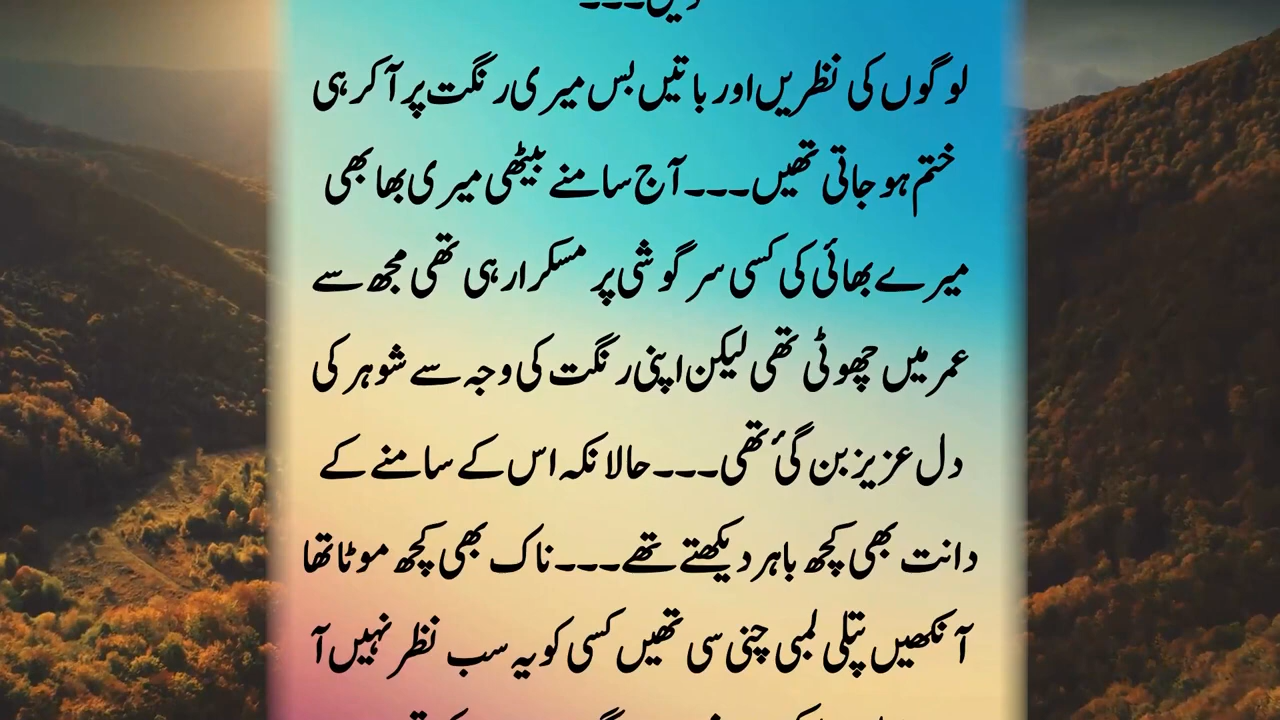 لوگوں کی نظریں اور باتیں بس میری رنگت پر آ کر ہی
ختم ہو جاتی تھیں۔۔۔ آج سامنے بیٹھی میری بھابھی
میرے بھائی کی کسی سرگوشی پر مسکرا رہی تھی مجھ سے
عمر میں چھوٹی تھی لیکن اپنی رنگت کی وجہ سے شوہر کی
دل عزیز بن گئ تھی۔۔۔ حالانکہ اس کے سامنے کے
دانت بھی کچھ باہر دیکھتے تھے۔۔۔ ناک بھی کچھ موٹا تھا
آنکھیں پتلی لمبی چنی سی تھیں کسی کو یہ سب نظر نہیں آ